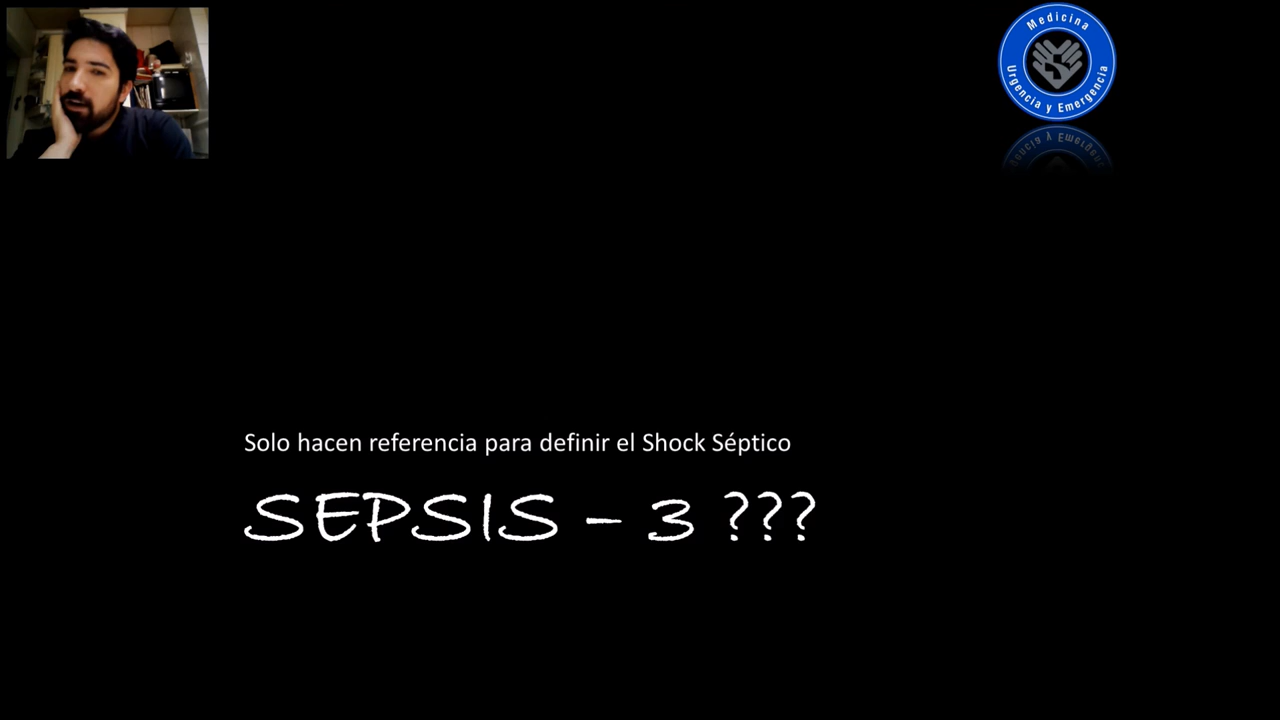 Medicina
Urgencia y Emergencia
Solo hacen referencia para definir el Shock Séptico
SEPSIS – 3 ???